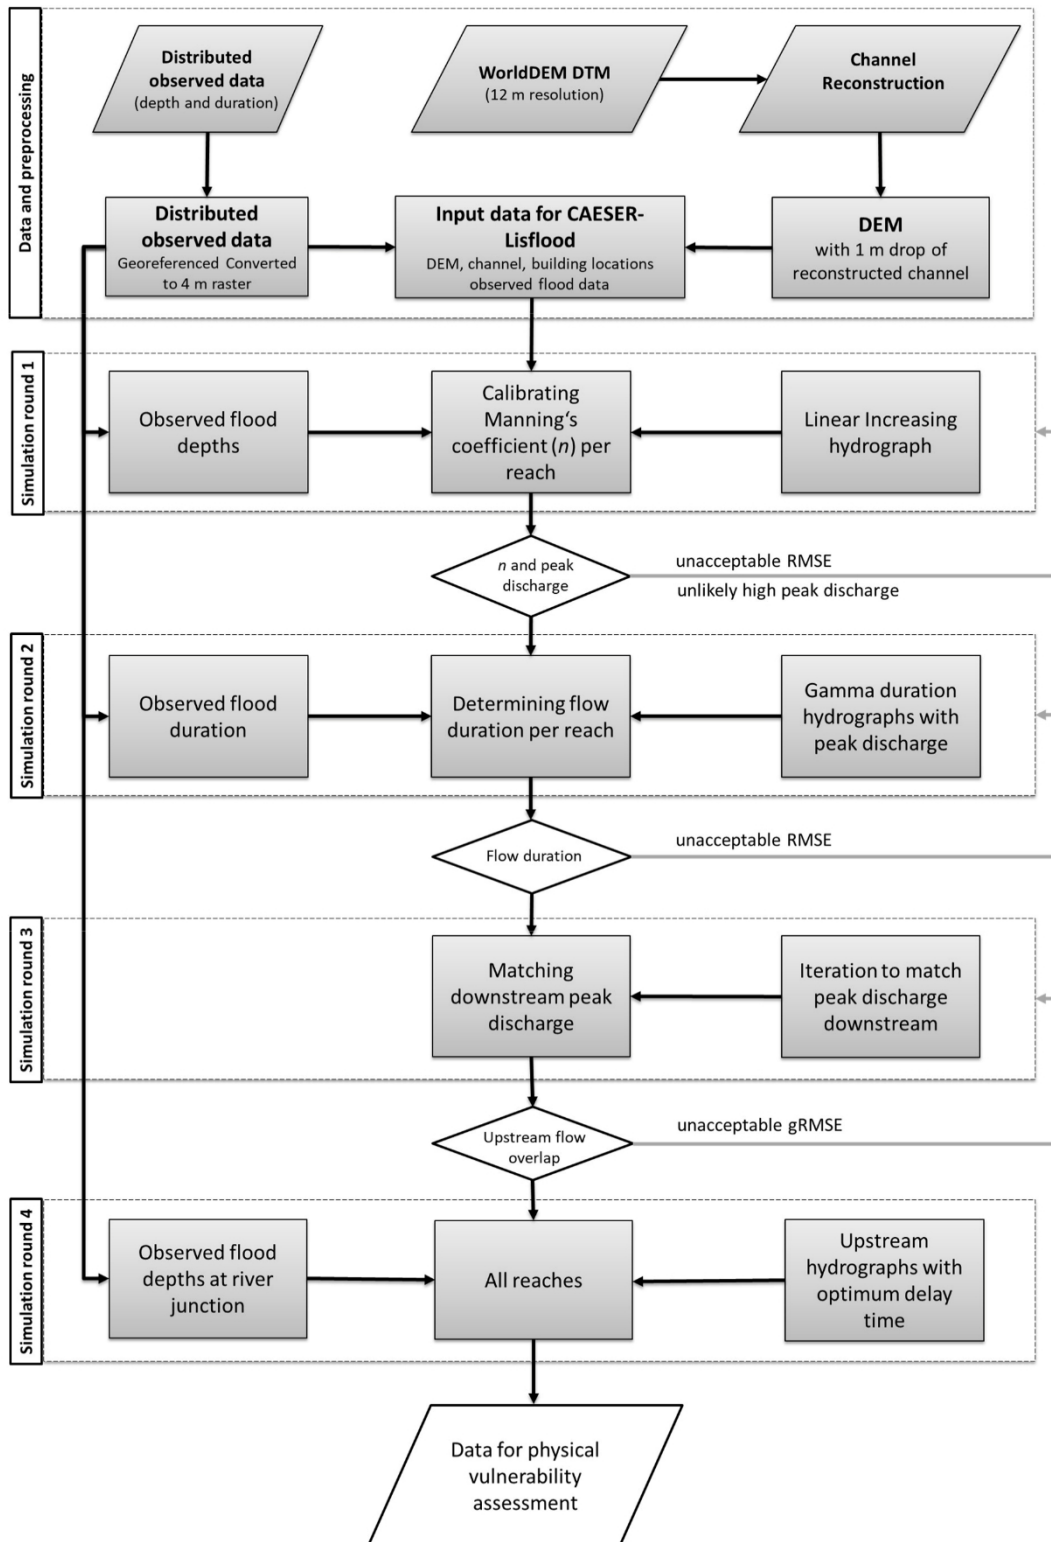 Data and preprocessing
Distributed
observed data
(depth and duration)
WorldDEM DTM
(12 m resolution)
Channel
Reconstruction
Distributed
observed data
Georeferenced Converted
to 4 m raster
Input data for CAESER-
Lisflood
DEM, channel, building locations
observed flood data
DEM
with 1 m drop of
reconstructed channel
Simulation round 1
Observed flood
depths
Calibrating
Manning‘s
coefficient (n) per
reach
Linear Increasing
hydrograph
n and peak
discharge
unacceptable RMSE
unlikely high peak discharge
Simulation round 2
Observed flood
duration
Determining flow
duration per reach
Gamma duration
hydrographs with
peak discharge
Flow duration
unacceptable RMSE
Simulation round 3
Matching
downstream peak
discharge
Iteration to match
peak discharge
downstream
Upstream flow
overlap
unacceptable gRMSE
Simulation round 4
Observed flood
depths at river
junction
All reaches
Upstream
hydrographs with
optimum delay
time
Data for physical
vulnerability
assessment